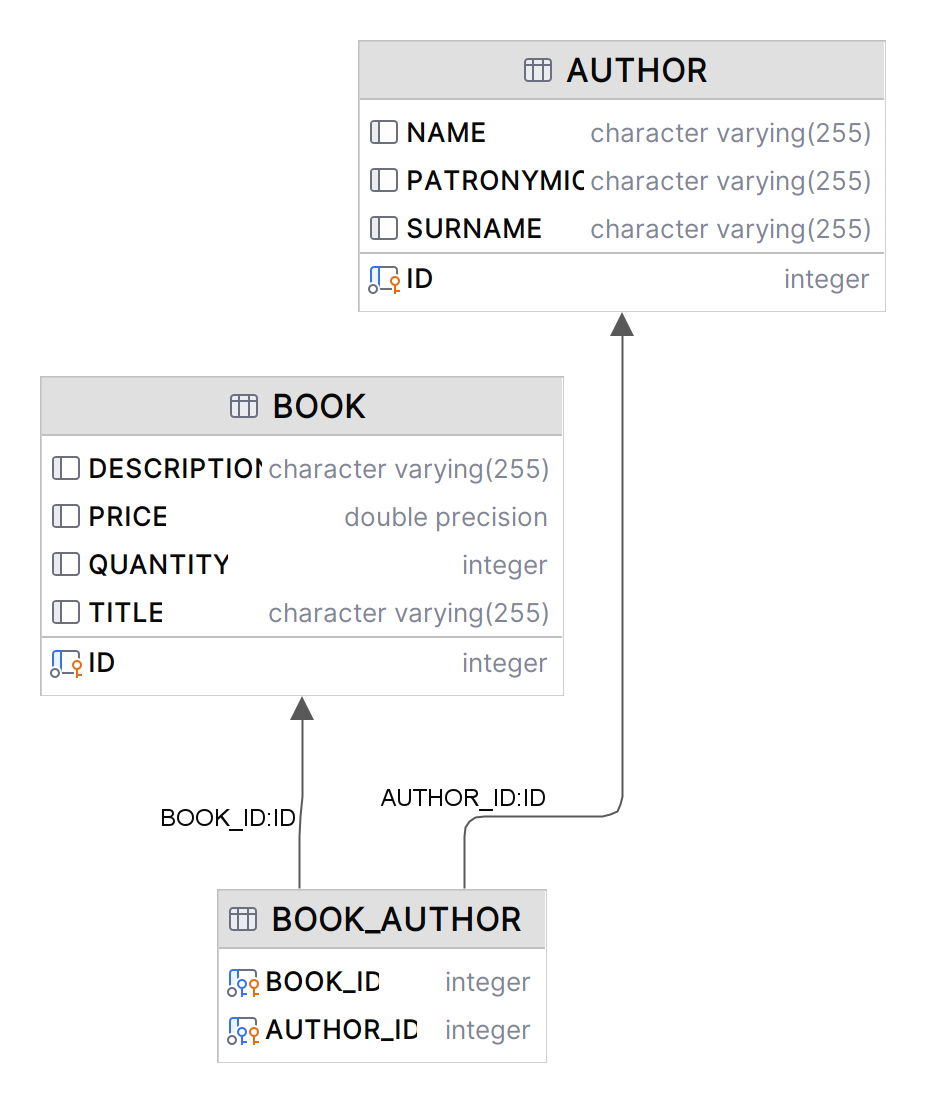 AUTHOR
NAME character varying(255)
PATRONYMIC character varying(255)
SURNAME character varying(255)
ID integer
BOOK
DESCRIPTION character varying(255)
PRICE double precision
QUANTITY integer
TITLE character varying(255)
ID integer
AUTHOR_ID:ID
BOOK_ID:ID
BOOK_AUTHOR
BOOK_ID integer
AUTHOR_ID integer